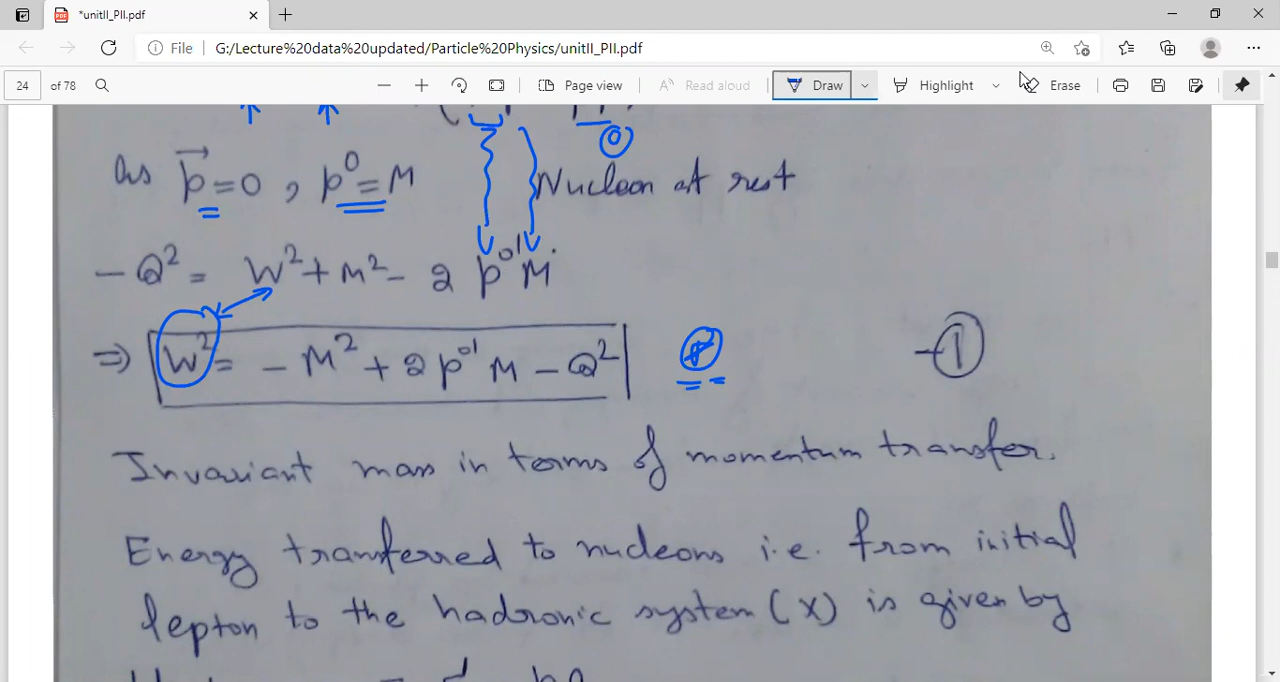 *unitII_PII.pdf
File G:/Lecture%20data%20updated/Particle%20Physics/unitII_PII.pdf
24 of 78 Page view Read aloud Draw Highlight Erase
As p⃗=0 , p⁰=M Nucleon at rest
-Q² = W²+M²- 2 p⁰'M
⇒ W² = - M² + 2 p⁰' M - Q² -①
Invariant mass in terms of momentum transfer.
Energy transferred to nucleons i.e. from initial
lepton to the hadronic system (X) is given by